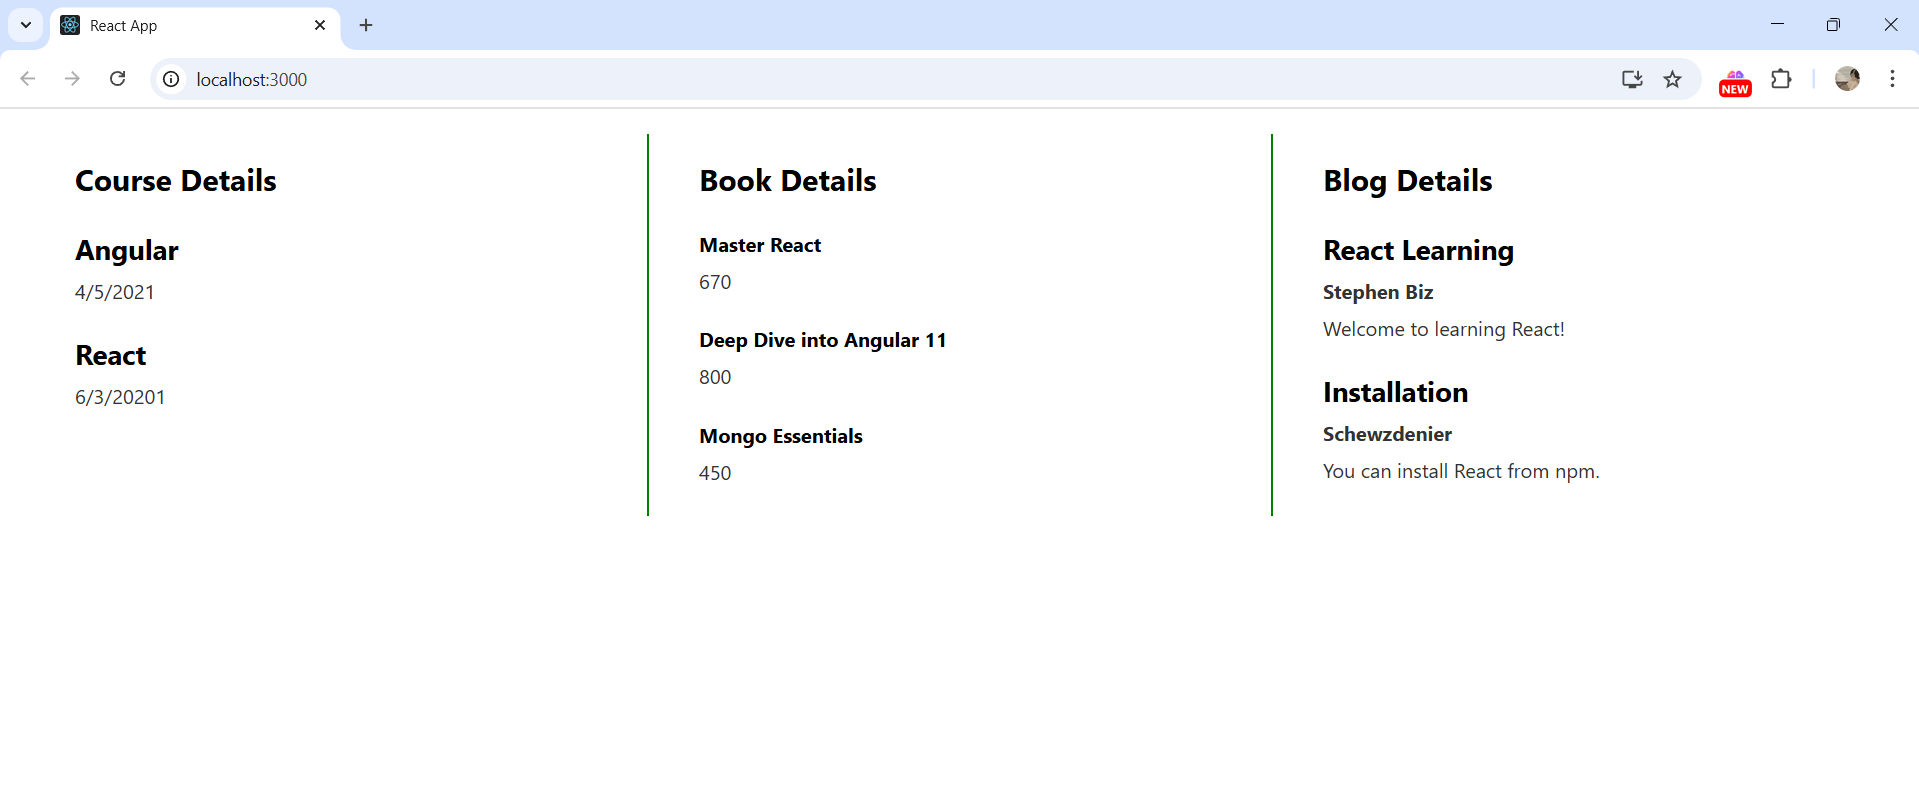 React App
localhost:3000
NEW
Course Details
Angular
4/5/2021
React
6/3/20201
Book Details
Master React
670
Deep Dive into Angular 11
800
Mongo Essentials
450
Blog Details
React Learning
Stephen Biz
Welcome to learning React!
Installation
Schewzdenier
You can install React from npm.